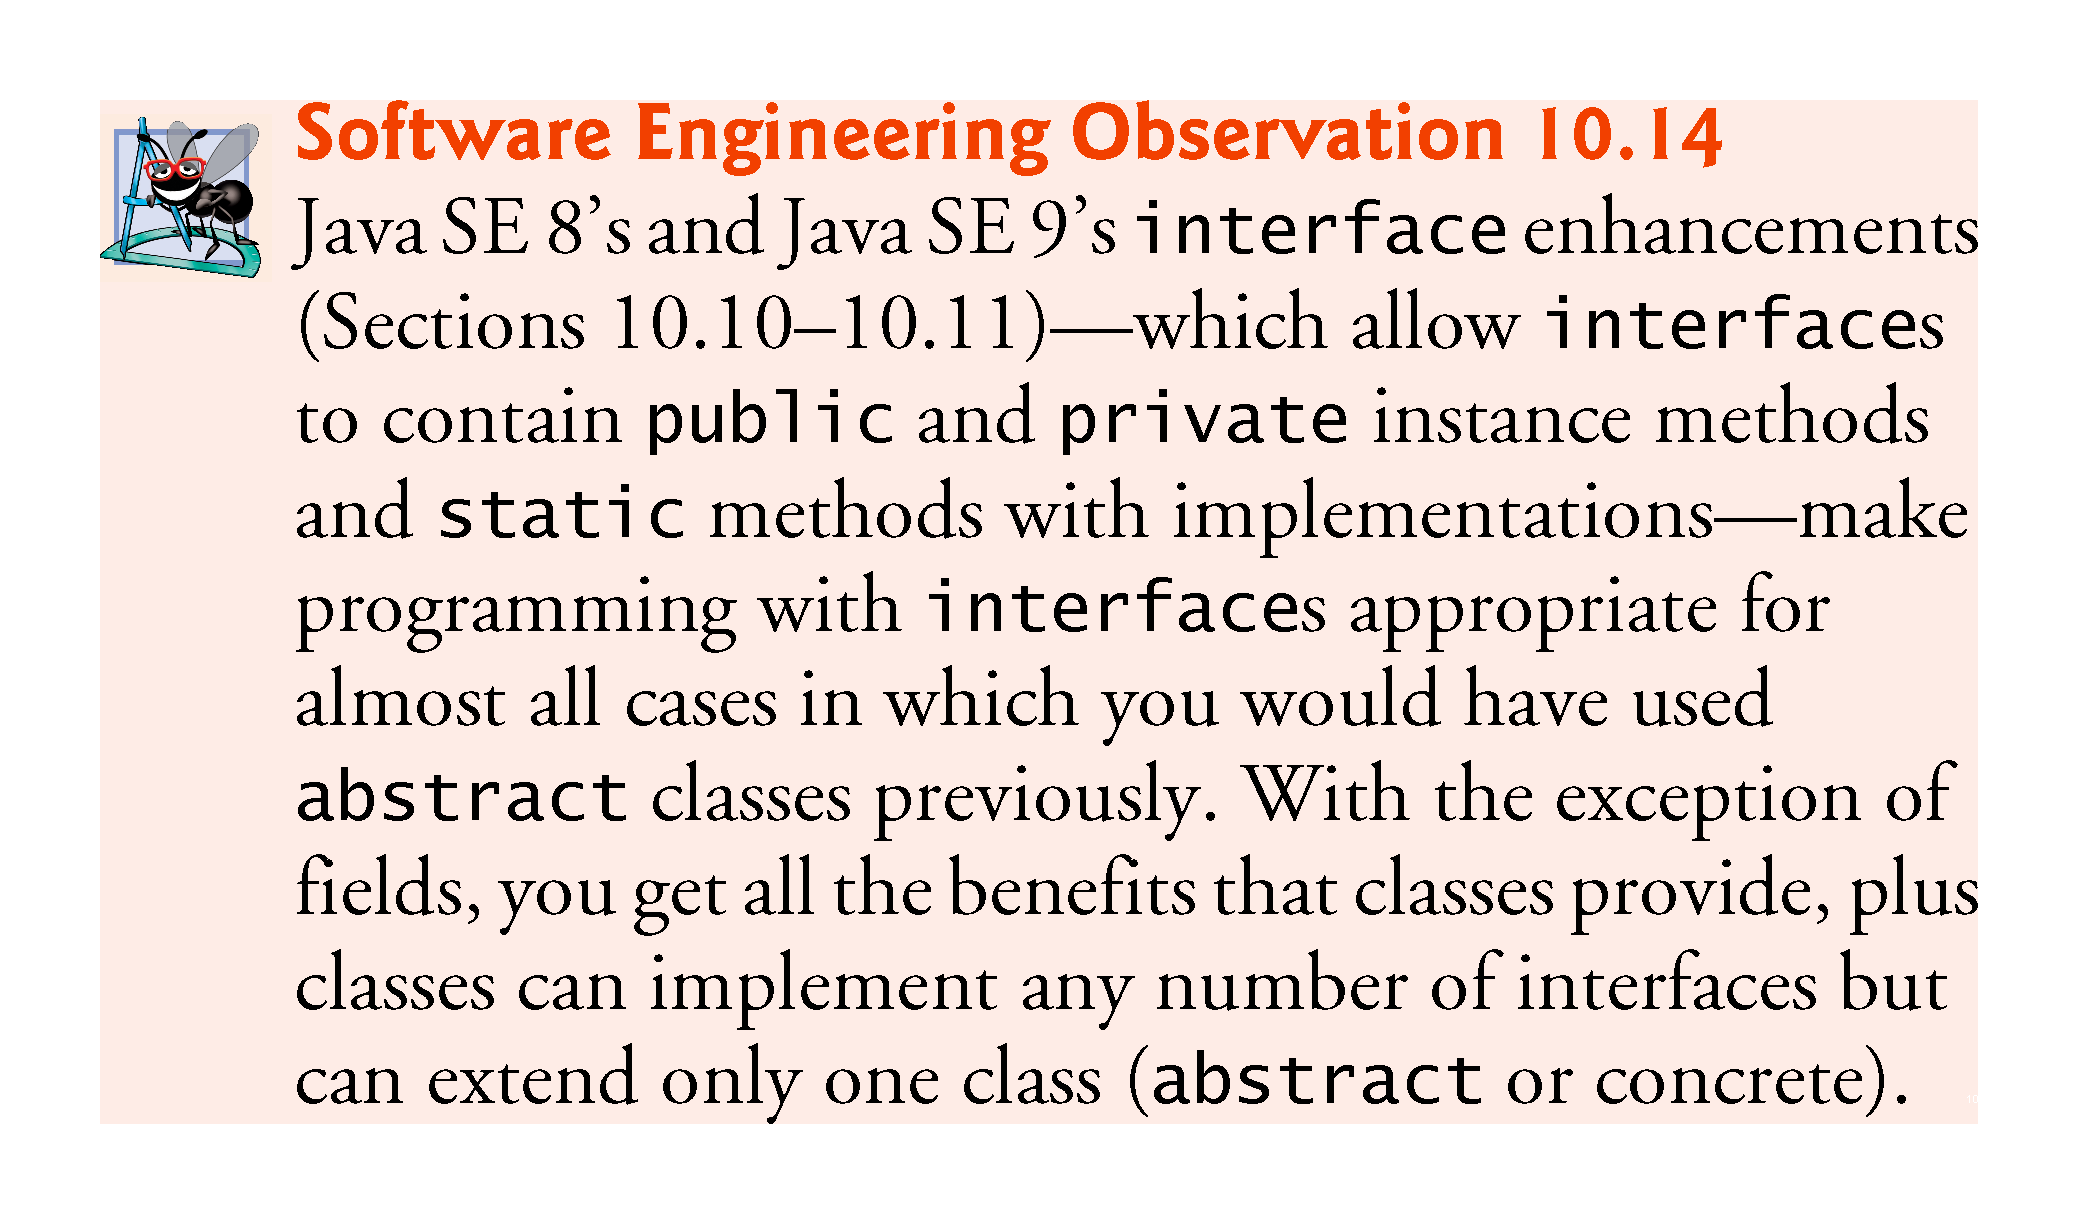 Software Engineering Observation 10.14
Java SE 8’s and Java SE 9’s interface enhancements
(Sections 10.10–10.11)—which allow interfaces
to contain public and private instance methods
and static methods with implementations—make
programming with interfaces appropriate for
almost all cases in which you would have used
abstract classes previously. With the exception of
fields, you get all the benefits that classes provide, plus
classes can implement any number of interfaces but
can extend only one class (abstract or concrete).